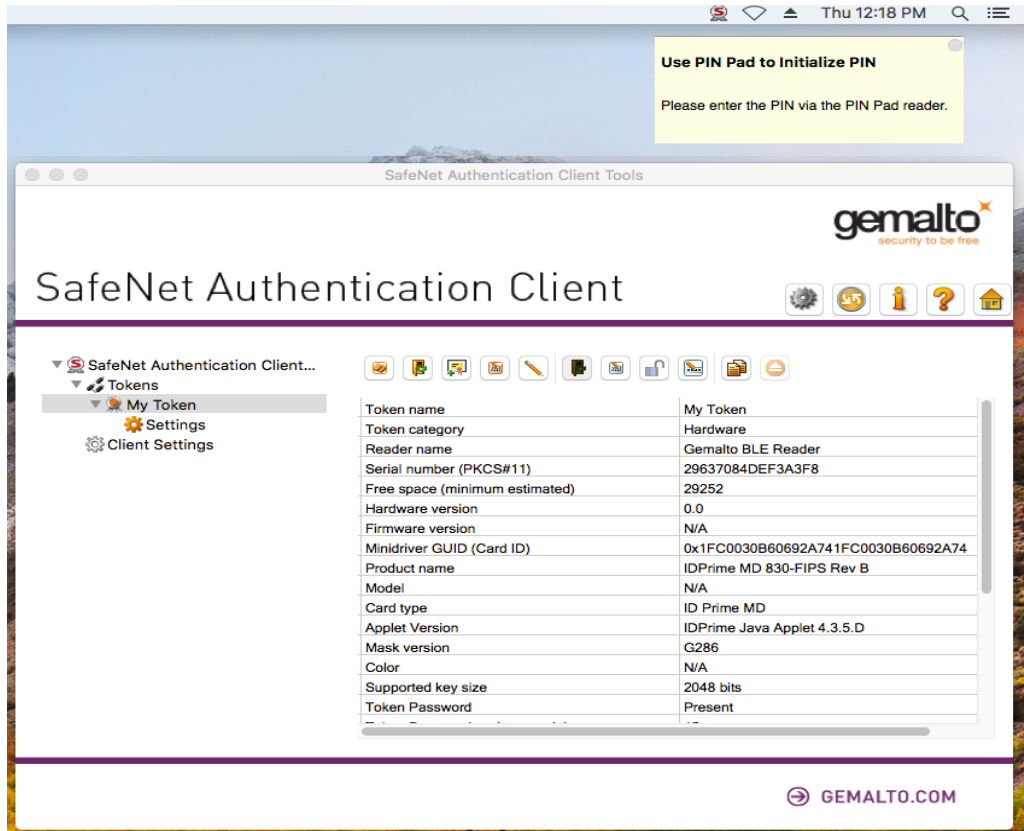 Thu 12:18 PM
Use PIN Pad to Initialize PIN
Please enter the PIN via the PIN Pad reader.
SafeNet Authentication Client Tools
gemalto
security to be free
SafeNet Authentication Client
SafeNet Authentication Client...
Tokens
My Token
Settings
Client Settings
Token name My Token
Token category Hardware
Reader name Gemalto BLE Reader
Serial number (PKCS#11) 29637084DEF3A3F8
Free space (minimum estimated) 29252
Hardware version 0.0
Firmware version N/A
Minidriver GUID (Card ID) 0x1FC0030B60692A741FC0030B60692A74
Product name IDPrime MD 830-FIPS Rev B
Model N/A
Card type ID Prime MD
Applet Version IDPrime Java Applet 4.3.5.D
Mask version G286
Color N/A
Supported key size 2048 bits
Token Password Present
GEMALTO.COM